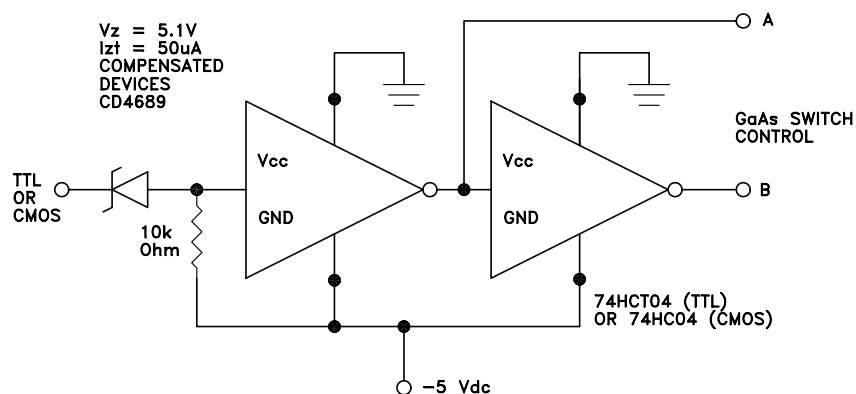 Vz = 5.1V
Izt = 50uA
COMPENSATED
DEVICES
CD4689
A
GaAs SWITCH
CONTROL
Vcc
Vcc
TTL
OR
CMOS
B
GND
GND
10k
Ohm
74HCT04 (TTL)
OR 74HC04 (CMOS)
-5 Vdc